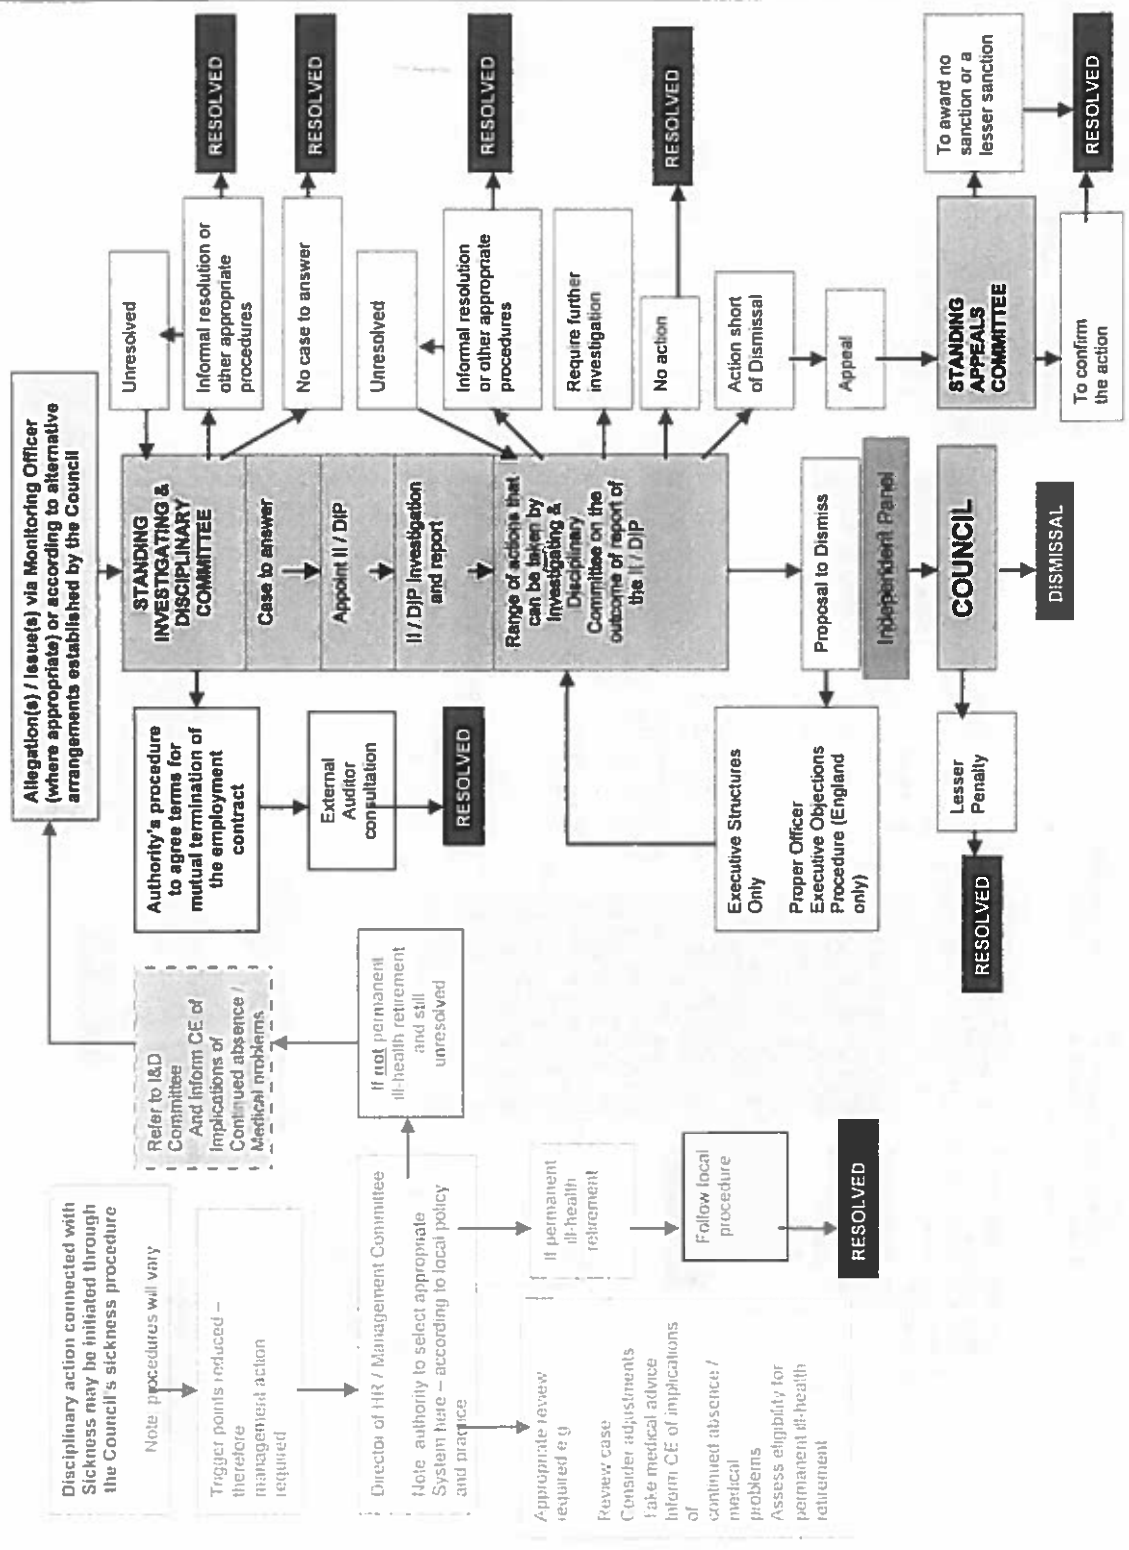 Disciplinary action connected with
Sickness may be initiated through
the Council's sickness procedure
Note: procedures will vary
Trigger points reduced –
therefore
management action
required
Director of HR / Management Committee
Note authority to select appropriate
System here – according to local policy
and practice
Appropriate review
required e g
Review case
Consider adjustments
Take medical advice
Inform CE of implications
of
continued absence /
medical
problems
Assess eligibility for
permanent ill-health
retirement
If permanent
ill-health
retirement
Follow local
procedure
RESOLVED
If not permanent
ill-health retirement
and still
unresolved
Refer to I&D
Committee
And Inform CE of
Implications of
Continued absence /
Medical problems
Allegation(s) / Issue(s) via Monitoring Officer
(where appropriate) or according to alternative
arrangements established by the Council
STANDING
INVESTIGATING &
DISCIPLINARY
COMMITTEE
Authority's procedure
to agree terms for
mutual termination of
the employment
contract
External
Auditor
consultation
RESOLVED
Unresolved
Informal resolution or
other appropriate
procedures
RESOLVED
No case to answer
RESOLVED
Case to answer
Appoint II / DIP
II / DIP Investigation
and report
Range of actions that
can be taken by
Investigating &
Disciplinary
Committee on the
outcome of report of
the II / DIP
Unresolved
Informal resolution
or other appropriate
procedures
RESOLVED
Require further
investigation
No action
RESOLVED
Action short
of Dismissal
Appeal
STANDING
APPEALS
COMMITTEE
To award no
sanction or a
lesser sanction
To confirm
the action
RESOLVED
Proposal to Dismiss
Executive Structures
Only
Proper Officer
Executive Objections
Procedure (England
only)
Independent Panel
COUNCIL
Lesser
Penalty
RESOLVED
DISMISSAL